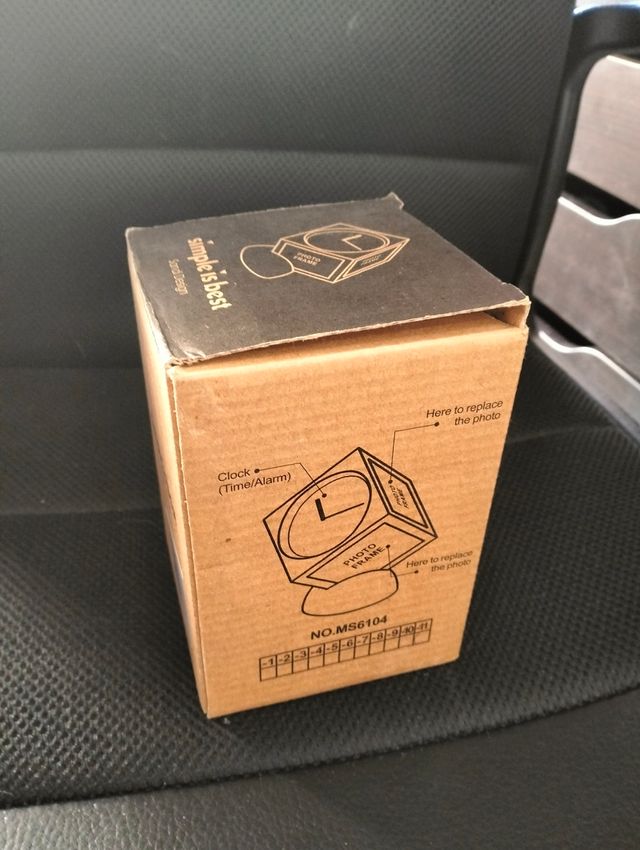 simple is best
PHOTO
FRAME
Here to replace
the photo
Clock
(Time/Alarm)
PHOTO
FRAME
Here to replace
the photo
NO.MS6104
-1 -2 -3 -4 -5 -6 -7 -8 -9 -10 -11